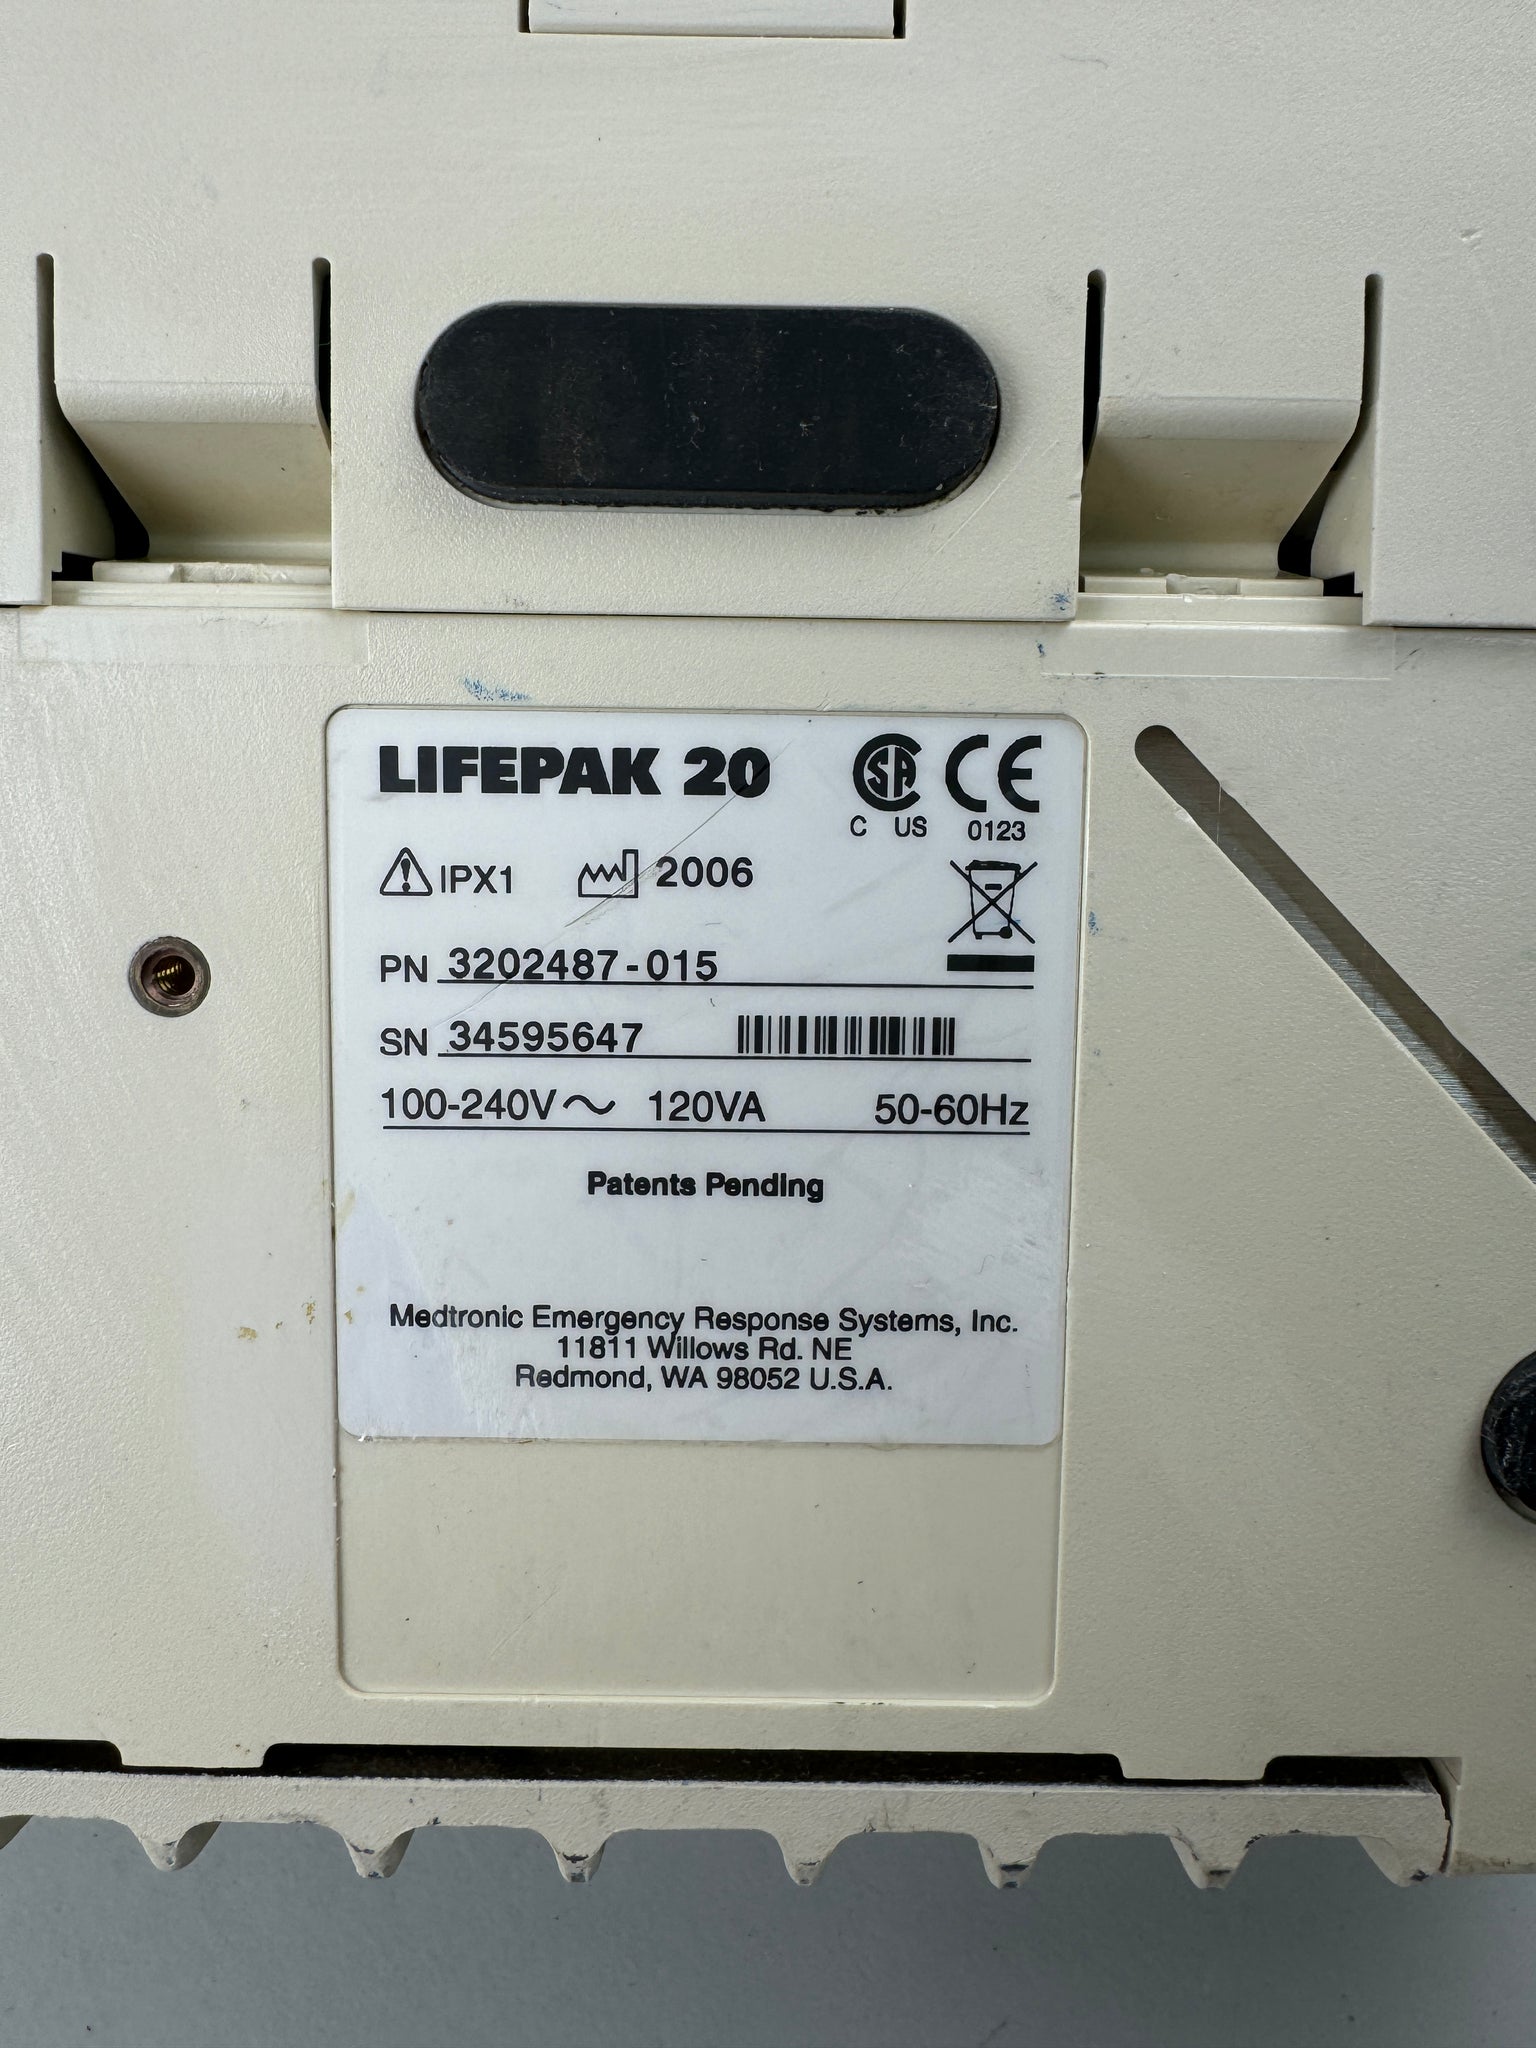 LIFEPAK 20
C US
CE
0123
IPX1 2006
PN 3202487-015
SN 34595647
100-240V~ 120VA 50-60Hz
Patents Pending
Medtronic Emergency Response Systems, Inc.
11811 Willows Rd. NE
Redmond, WA 98052 U.S.A.